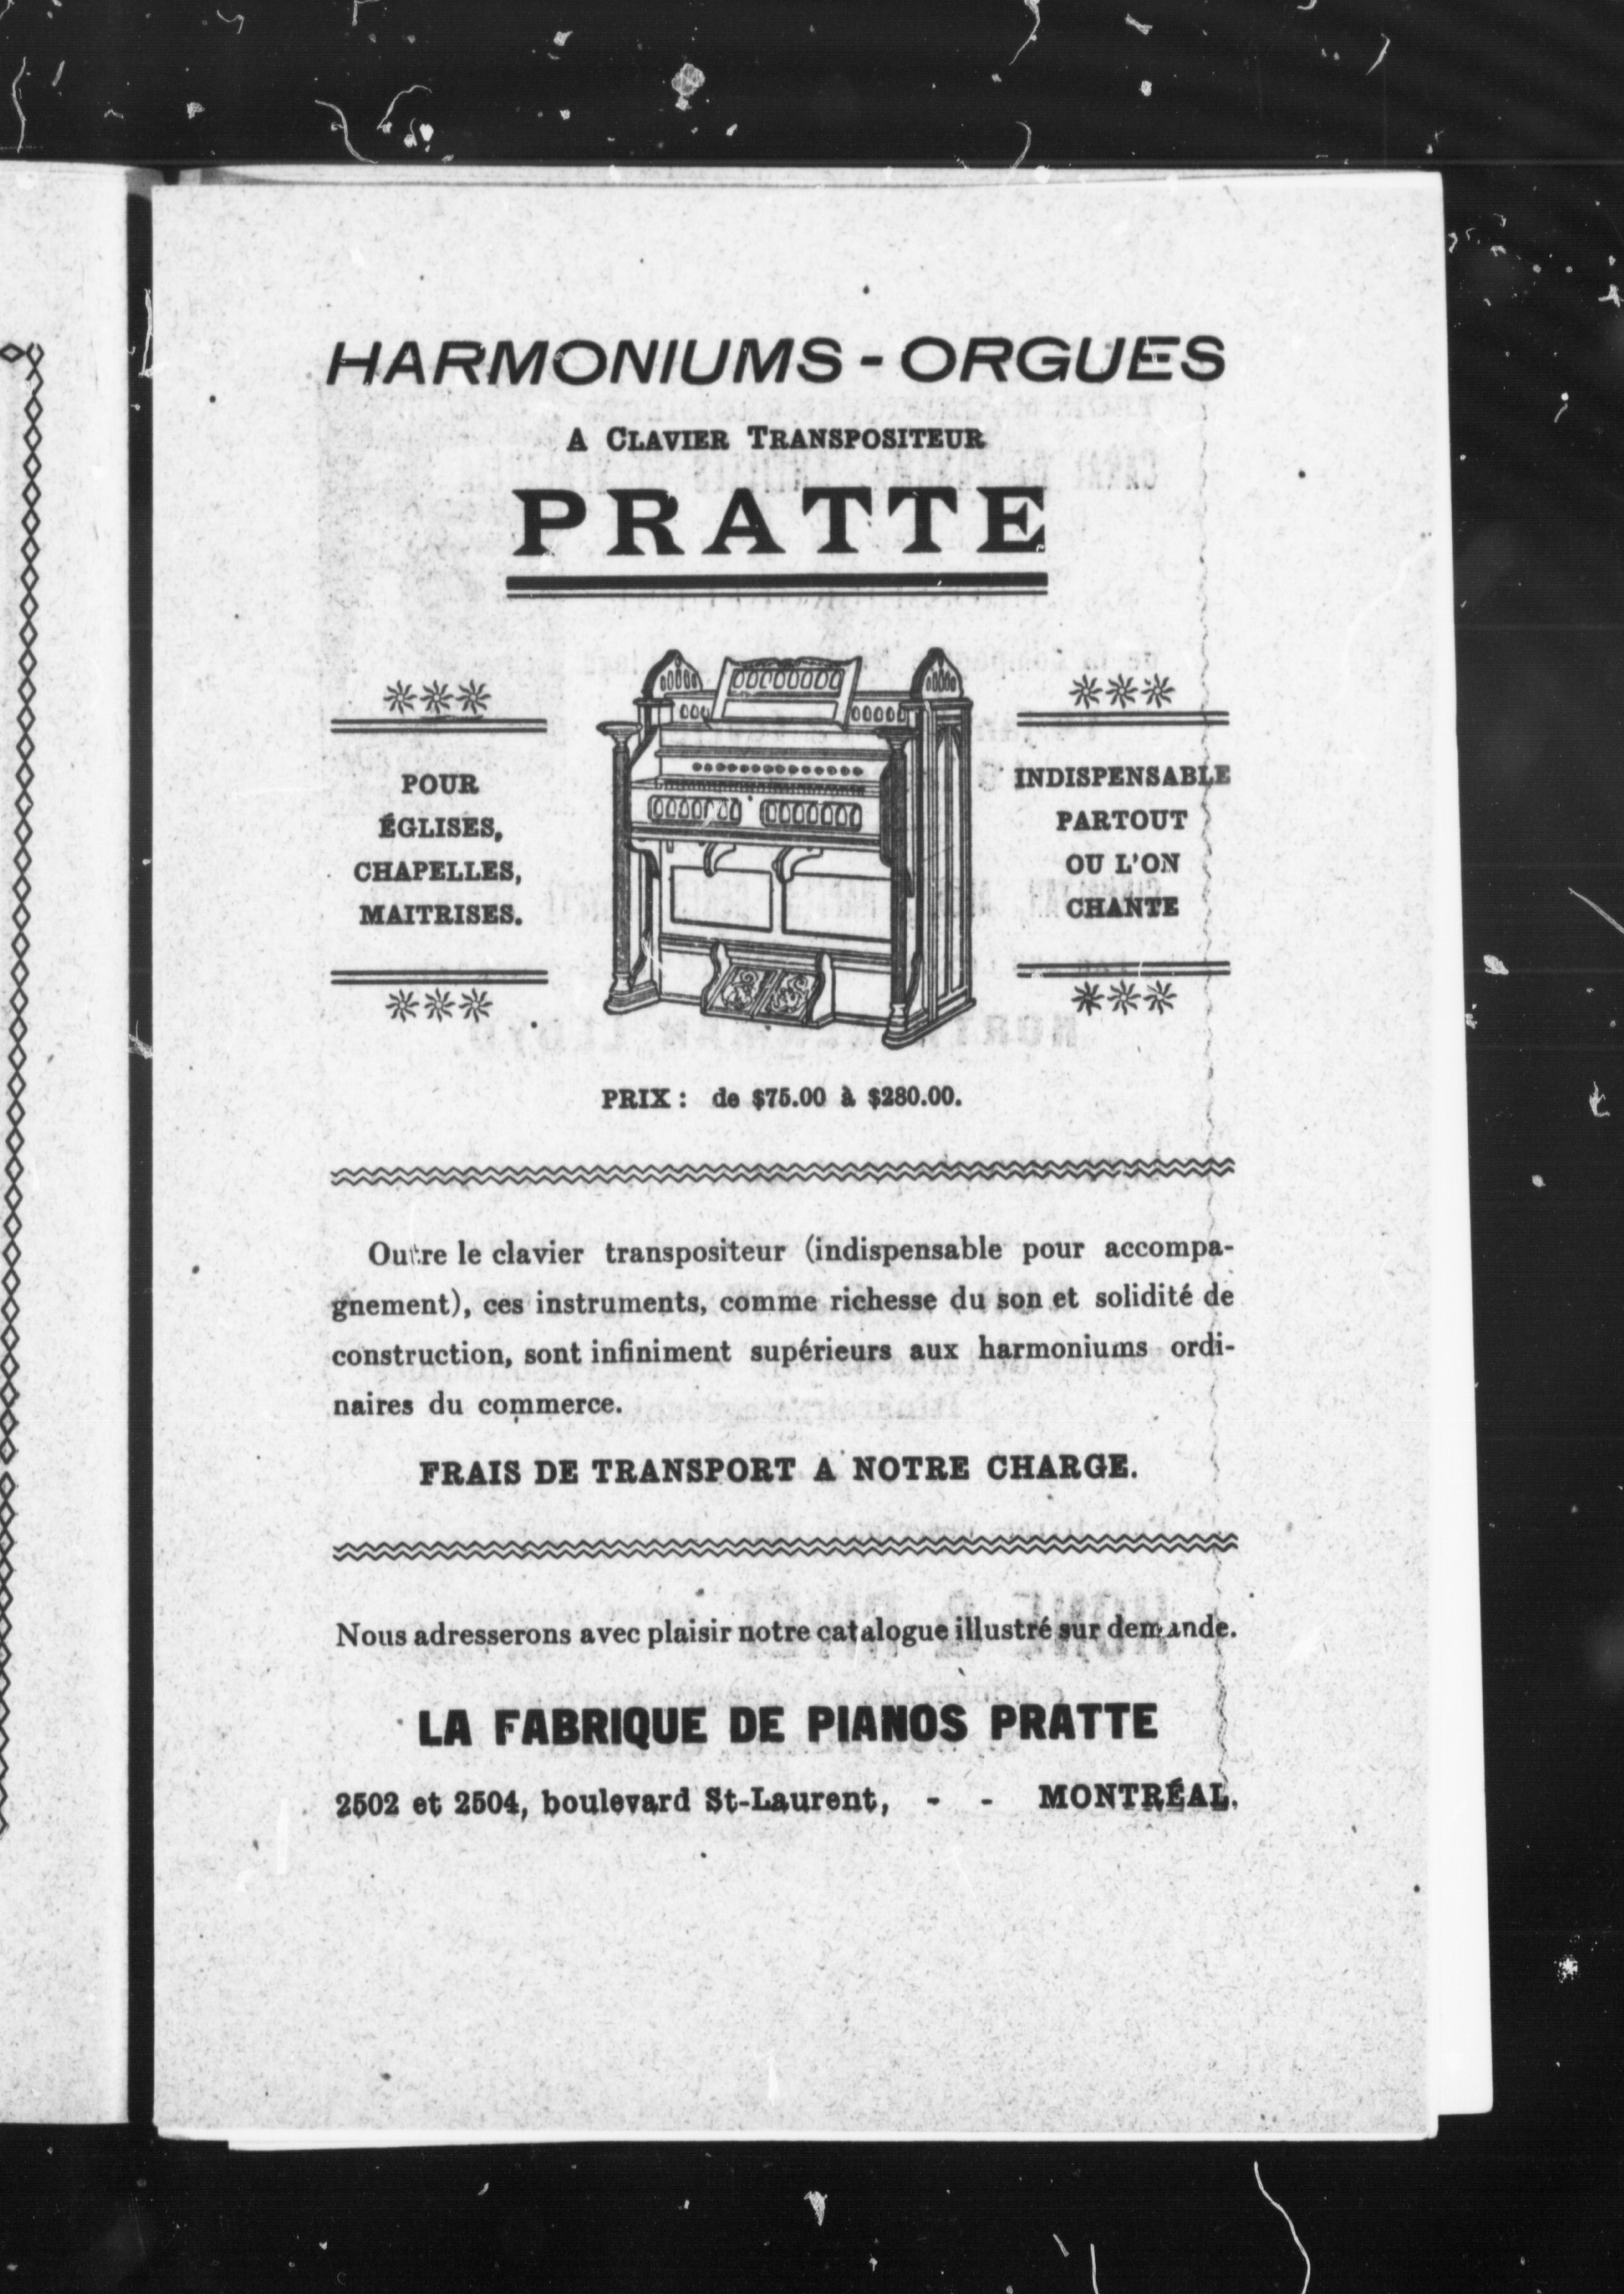 HARMONIUMS - ORGUES
A CLAVIER TRANSPOSITEUR
PRATTE
POUR
ÉGLISES,
CHAPELLES,
MAITRISES.
INDISPENSABLE
PARTOUT
OU L'ON
CHANTE
PRIX : de $75.00 à $280.00.
Outre le clavier transpositeur (indispensable pour accompa-
gnement), ces instruments, comme richesse du son et solidité de
construction, sont infiniment supérieurs aux harmoniums ordi-
naires du commerce.
FRAIS DE TRANSPORT A NOTRE CHARGE.
Nous adresserons avec plaisir notre catalogue illustré sur demande.
LA FABRIQUE DE PIANOS PRATTE
2502 et 2504, boulevard St-Laurent, - - MONTRÉAL.